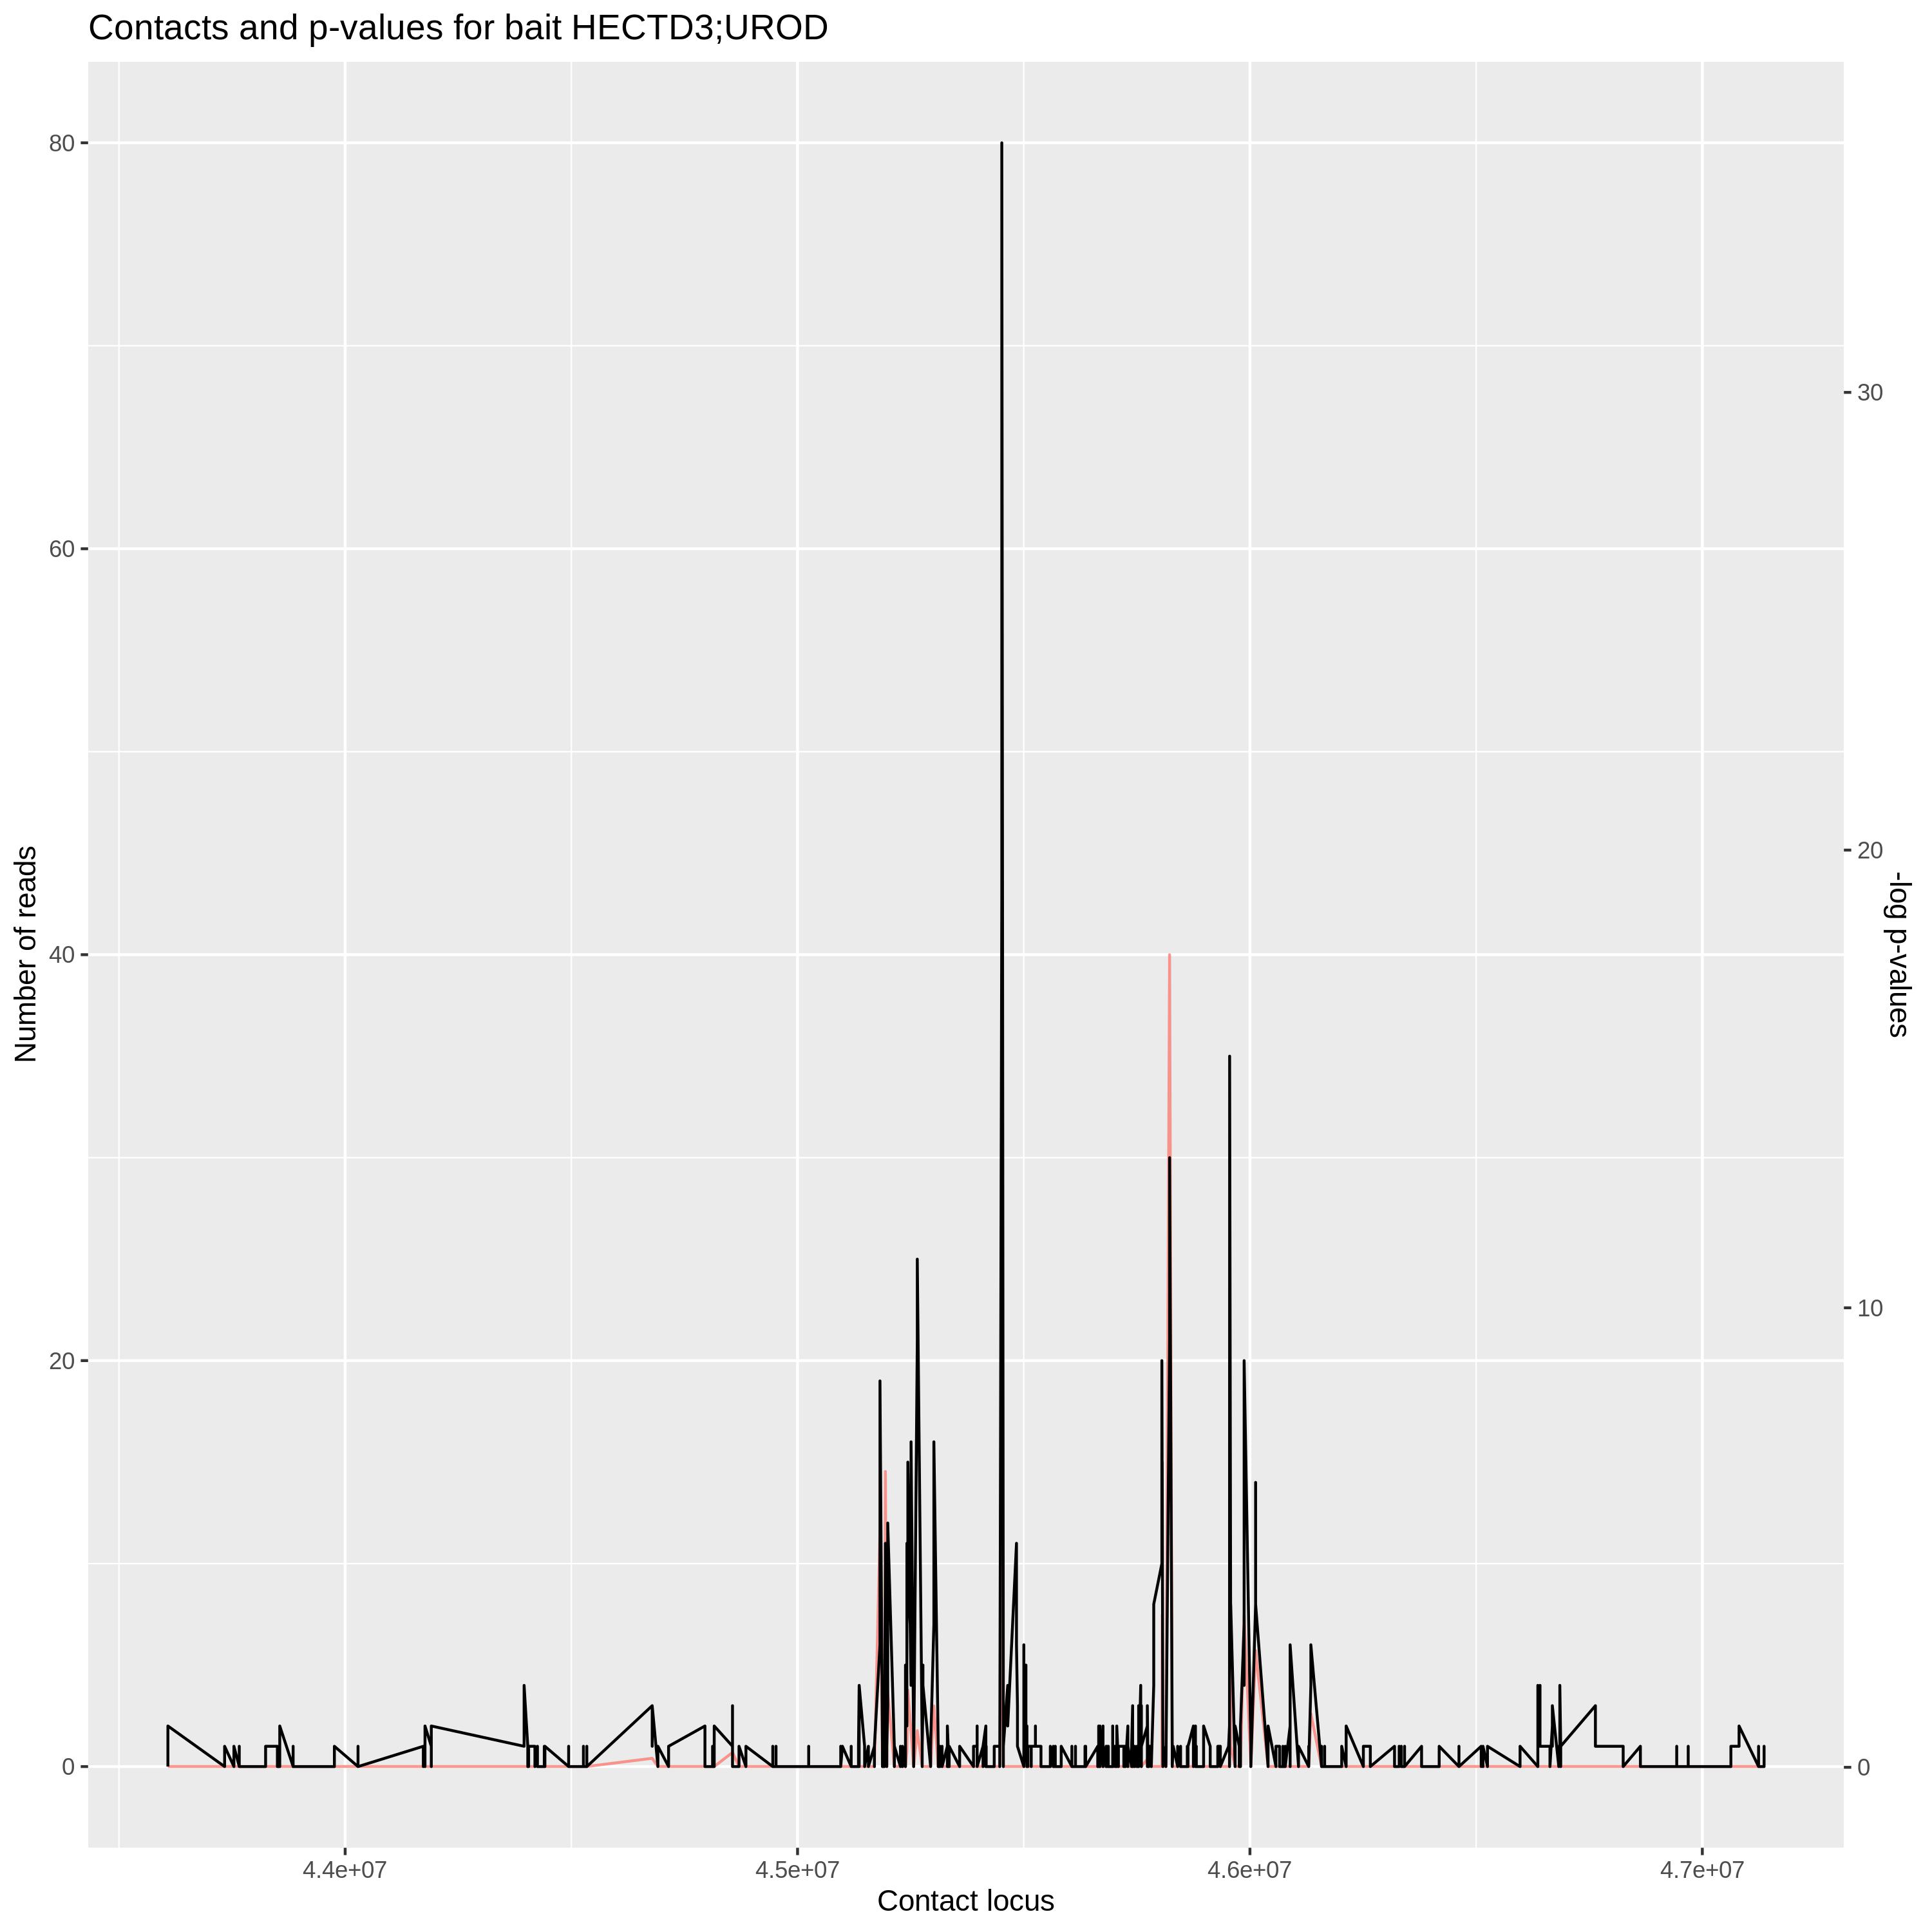 Contacts and p-values for bait HECTD3;UROD
80
60
40
20
0
Number of reads
30
20
10
0
-log p-values
4.4e+07
4.5e+07
4.6e+07
4.7e+07
Contact locus